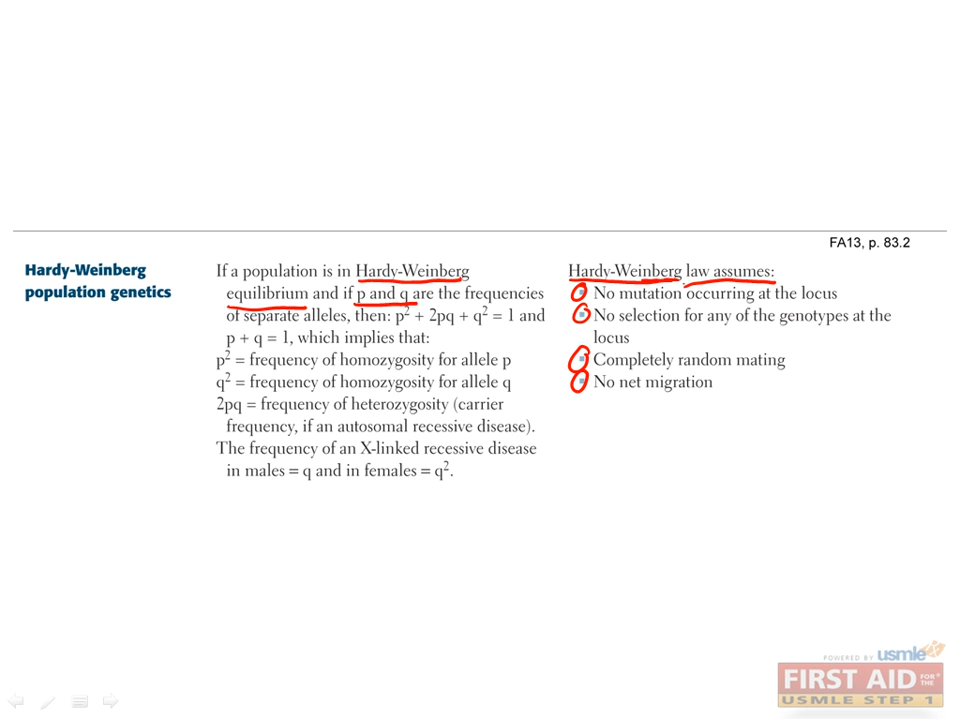 FA13, p. 83.2
Hardy-Weinberg
population genetics
If a population is in Hardy-Weinberg
equilibrium and if p and q are the frequencies
of separate alleles, then: p² + 2pq + q² = 1 and
p + q = 1, which implies that:
p² = frequency of homozygosity for allele p
q² = frequency of homozygosity for allele q
2pq = frequency of heterozygosity (carrier
frequency, if an autosomal recessive disease).
The frequency of an X-linked recessive disease
in males = q and in females = q².
Hardy-Weinberg law assumes:
▪ No mutation occurring at the locus
▪ No selection for any of the genotypes at the
locus
▪ Completely random mating
▪ No net migration
POWERED BY usmle
FIRST AID FOR THE®
USMLE STEP 1